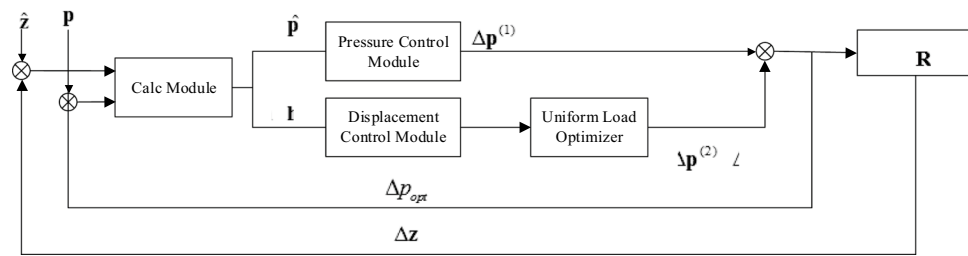 ẑ
p
Calc Module
p̂
Pressure Control
Module
Δp⁽¹⁾
Displacement
Control Module
Uniform Load
Optimizer
p⁽²⁾
R
Δp_opt
Δz